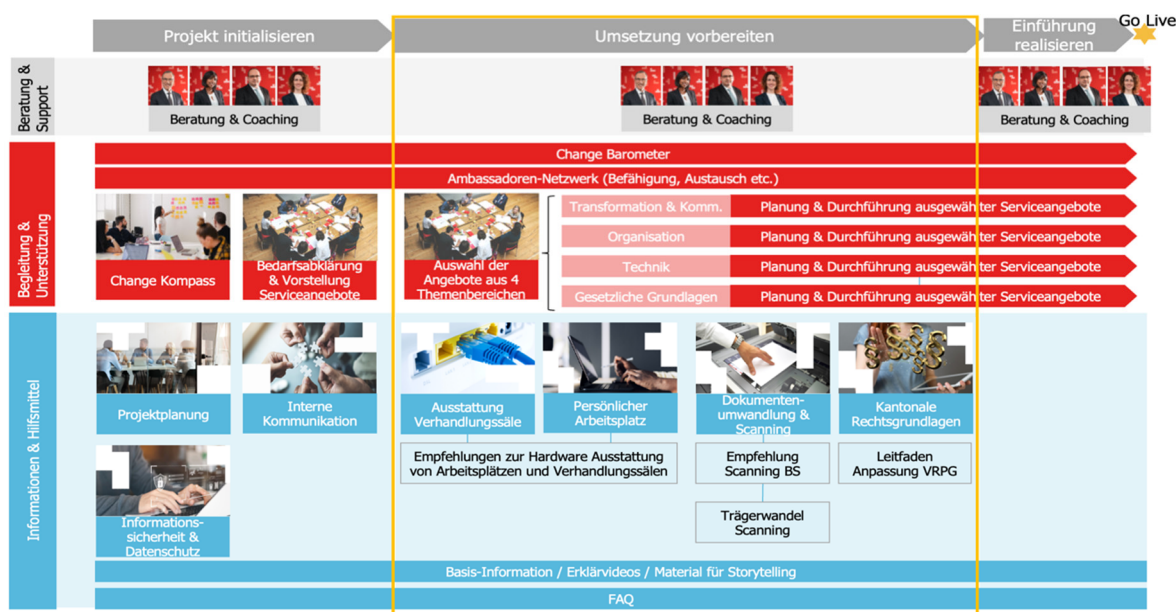 Go Live
Projekt initialisieren
Umsetzung vorbereiten
Einführung
realisieren
Beratung &
Support
Beratung & Coaching
Beratung & Coaching
Beratung & Coaching
Begleitung &
Unterstützung
Change Barometer
Ambassadoren-Netzwerk (Befähigung, Austausch etc.)
Change Kompass
Bedarfsabklärung
& Vorstellung
Serviceangebote
Auswahl der
Angebote aus 4
Themenbereichen
Transformation & Komm.
Planung & Durchführung ausgewählter Serviceangebote
Organisation
Planung & Durchführung ausgewählter Serviceangebote
Technik
Planung & Durchführung ausgewählter Serviceangebote
Gesetzliche Grundlagen
Planung & Durchführung ausgewählter Serviceangebote
Informationen & Hilfsmittel
Projektplanung
Interne
Kommunikation
Ausstattung
Verhandlungssäle
Persönlicher
Arbeitsplatz
Dokumenten-
umwandlung &
Scanning
Kantonale
Rechtsgrundlagen
Empfehlungen zur Hardware Ausstattung
von Arbeitsplätzen und Verhandlungssälen
Empfehlung
Scanning BS
Leitfaden
Anpassung VRPG
Trägerwandel
Scanning
Informations-
sicherheit &
Datenschutz
Basis-Information / Erklärvideos / Material für Storytelling
FAQ